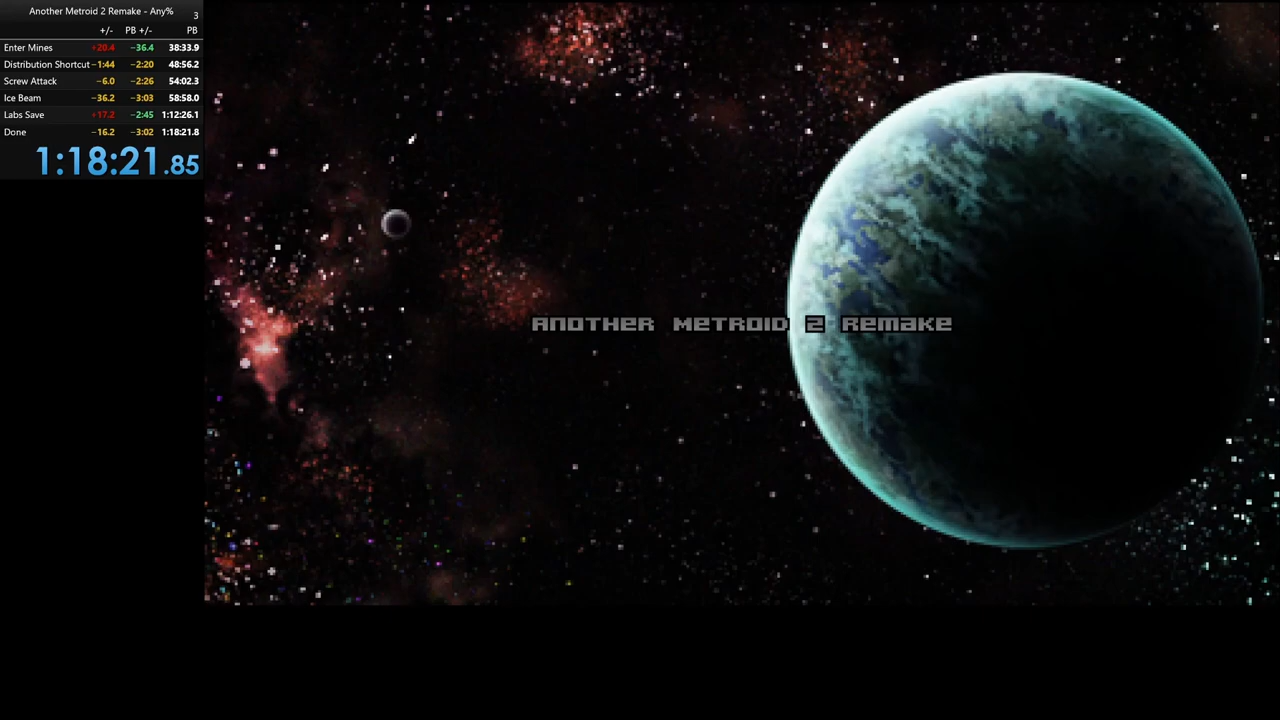 Another Metroid 2 Remake - Any%
3
+/- PB +/- PB
Enter Mines +20.4 −36.4 38:33.9
Distribution Shortcut −1:44 −2:20 48:56.2
Screw Attack −6.0 −2:26 54:02.3
Ice Beam −36.2 −3:03 58:58.0
Labs Save +17.2 −2:45 1:12:26.1
Done −16.2 −3:02 1:18:21.8
1:18:21.85
ANOTHER METROID 2 REMAKE